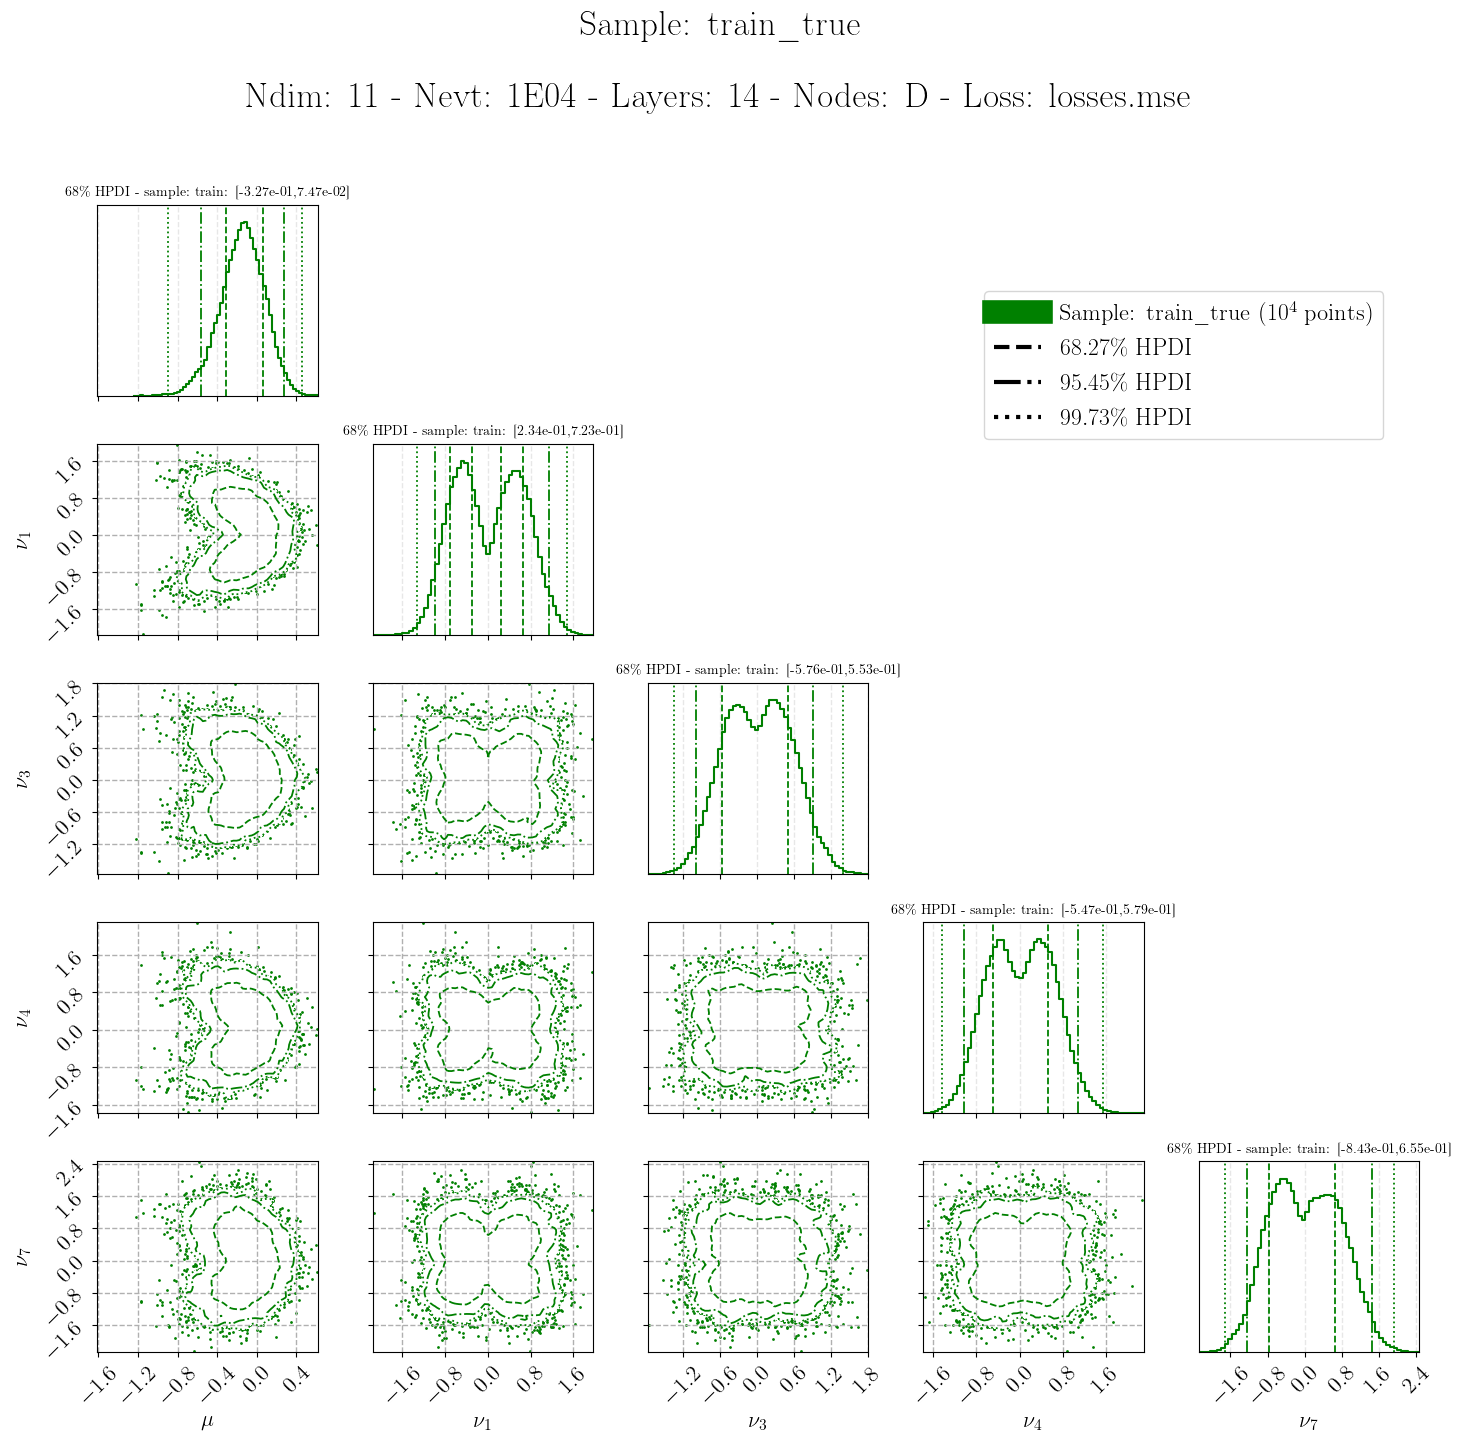 Sample: train_true
Ndim: 11 - Nevt: 1E04 - Layers: 14 - Nodes: D - Loss: losses.mse
68% HPDI - sample: train: [-3.27e-01,7.47e-02]
Sample: train_true (10⁴ points)
68.27% HPDI
95.45% HPDI
99.73% HPDI
68% HPDI - sample: train: [2.34e-01,7.23e-01]
1.6
0.8
0.0
−0.8
−1.6
ν₁
68% HPDI - sample: train: [-5.76e-01,5.53e-01]
1.8
1.2
0.6
0.0
−0.6
−1.2
ν₃
68% HPDI - sample: train: [-5.47e-01,5.79e-01]
1.6
0.8
0.0
−0.8
−1.6
ν₄
68% HPDI - sample: train: [-8.43e-01,6.55e-01]
2.4
1.6
0.8
0.0
−0.8
−1.6
ν₇
−1.6 −1.2 −0.8 −0.4 0.0 0.4
−1.6 −0.8 0.0 0.8 1.6
−1.2 −0.6 0.0 0.6 1.2 1.8
−1.6 −0.8 0.0 0.8 1.6
−1.6 −0.8 0.0 0.8 1.6 2.4
μ ν₁ ν₃ ν₄ ν₇